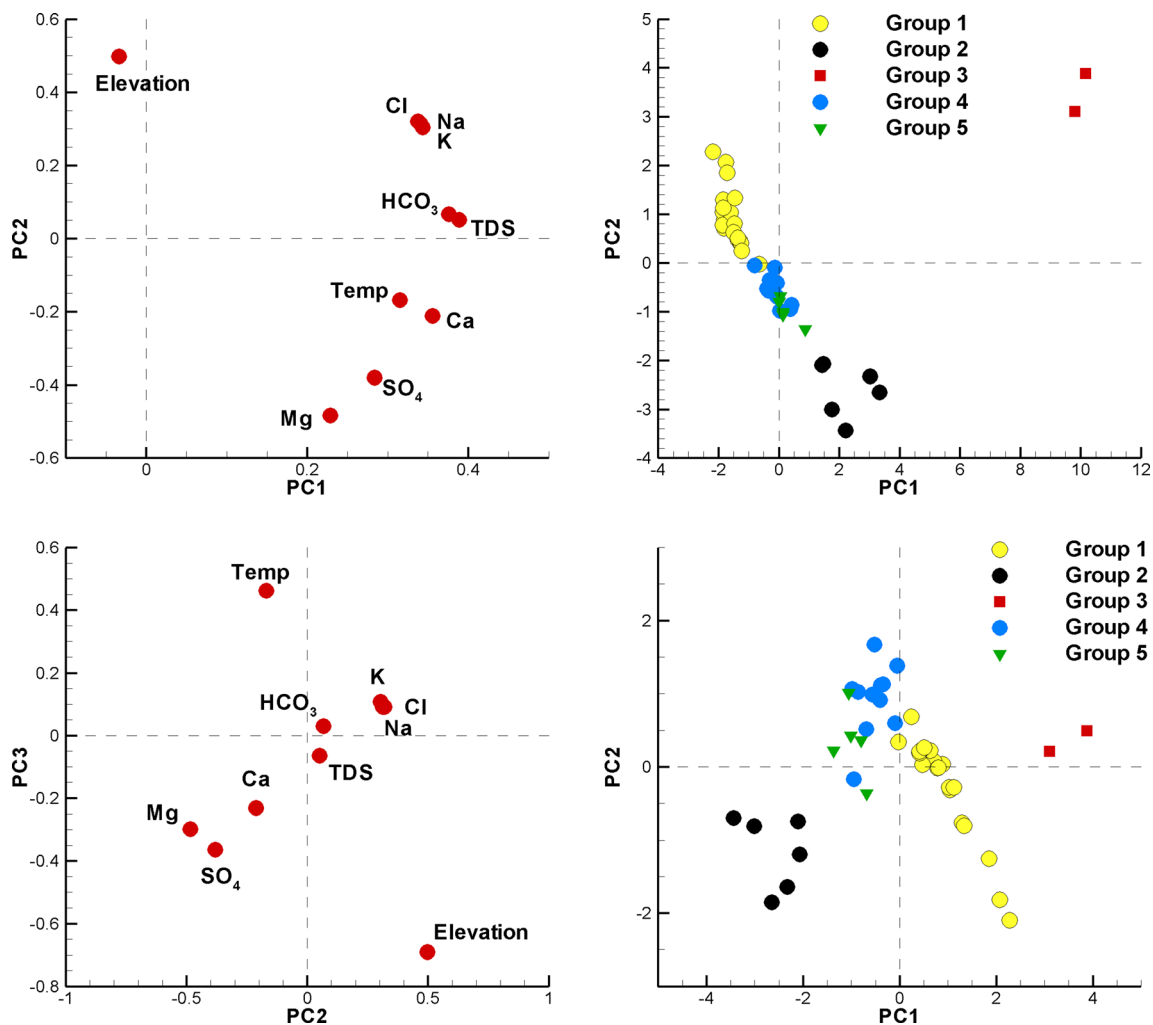 0.6
0.4
0.2
0
-0.2
-0.4
-0.6
PC2
0
0.2
0.4
PC1
Elevation
Cl
Na
K
HCO₃
TDS
Temp
Ca
SO₄
Mg
5
4
3
2
1
0
-1
-2
-3
-4
PC2
-4
-2
0
2
4
6
8
10
12
PC1
Group 1
Group 2
Group 3
Group 4
Group 5
0.6
0.4
0.2
0
-0.2
-0.4
-0.6
-0.8
PC3
-1
-0.5
0
0.5
1
PC2
Temp
K
HCO₃
Cl
Na
TDS
Ca
Mg
SO₄
Elevation
2
0
-2
PC2
-4
-2
0
2
4
PC1
Group 1
Group 2
Group 3
Group 4
Group 5